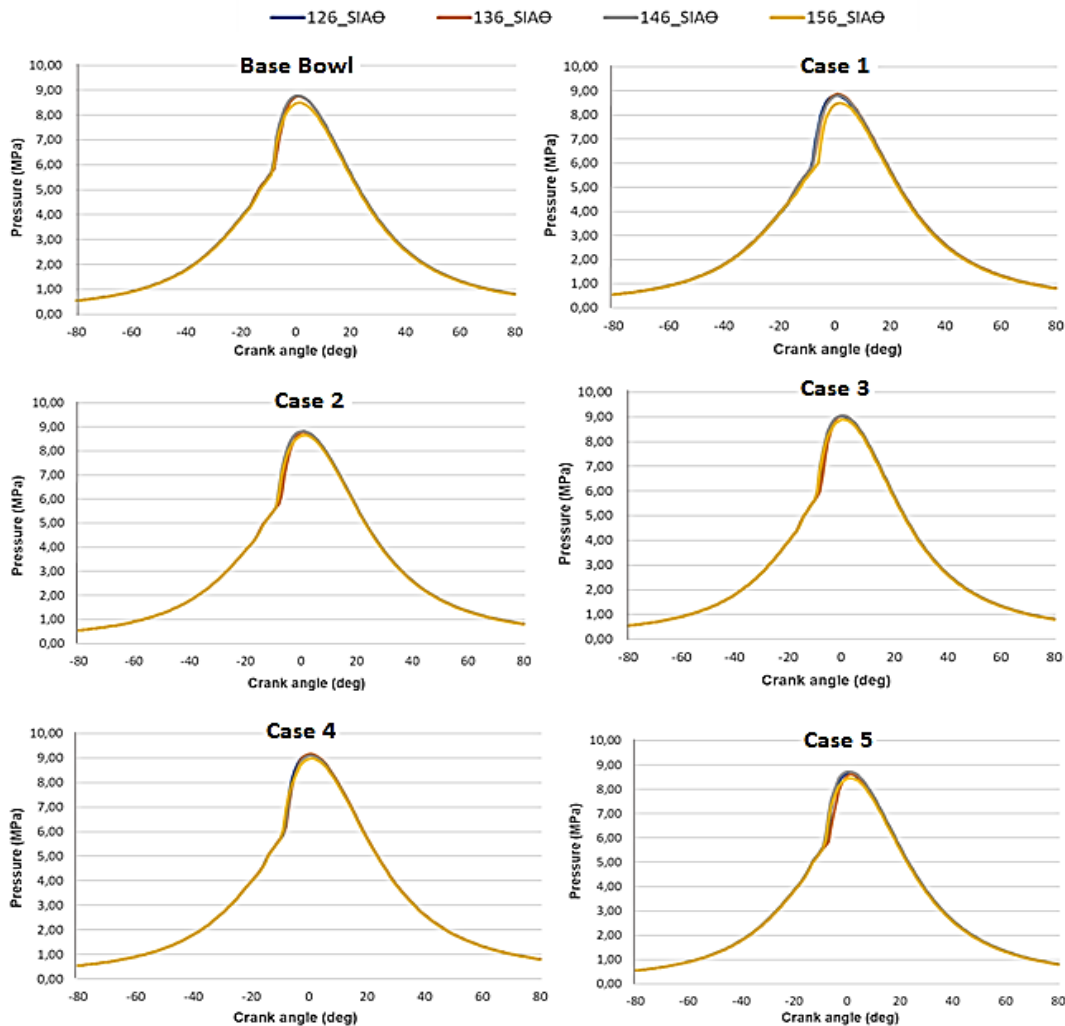 126_SIAϴ 136_SIAϴ 146_SIAϴ 156_SIAϴ
Base Bowl
10,00
9,00
8,00
7,00
6,00
5,00
4,00
3,00
2,00
1,00
0,00
Pressure (MPa)
-80 -60 -40 -20 0 20 40 60 80
Crank angle (deg)
Case 1
10,00
9,00
8,00
7,00
6,00
5,00
4,00
3,00
2,00
1,00
0,00
Pressure (MPa)
-80 -60 -40 -20 0 20 40 60 80
Crank angle (deg)
Case 2
10,00
9,00
8,00
7,00
6,00
5,00
4,00
3,00
2,00
1,00
0,00
Pressure (MPa)
-80 -60 -40 -20 0 20 40 60 80
Crank angle (deg)
Case 3
10,00
9,00
8,00
7,00
6,00
5,00
4,00
3,00
2,00
1,00
0,00
Pressure (MPa)
-80 -60 -40 -20 0 20 40 60 80
Crank angle (deg)
Case 4
10,00
9,00
8,00
7,00
6,00
5,00
4,00
3,00
2,00
1,00
0,00
Pressure (MPa)
-80 -60 -40 -20 0 20 40 60 80
Crank angle (deg)
Case 5
10,00
9,00
8,00
7,00
6,00
5,00
4,00
3,00
2,00
1,00
0,00
Pressure (MPa)
-80 -60 -40 -20 0 20 40 60 80
Crank angle (deg)